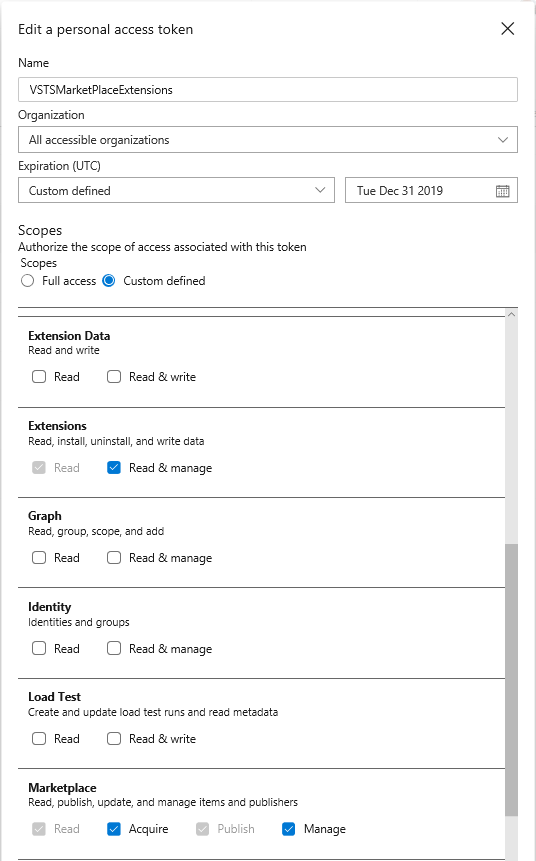 Edit a personal access token
Name
VSTSMarketPlaceExtensions
Organization
All accessible organizations
Expiration (UTC)
Custom defined
Tue Dec 31 2019
Scopes
Authorize the scope of access associated with this token
Scopes
Full access Custom defined
Extension Data
Read and write
Read Read & write
Extensions
Read, install, uninstall, and write data
Read Read & manage
Graph
Read, group, scope, and add
Read Read & manage
Identity
Identities and groups
Read Read & manage
Load Test
Create and update load test runs and read metadata
Read Read & write
Marketplace
Read, publish, update, and manage items and publishers
Read Acquire Publish Manage